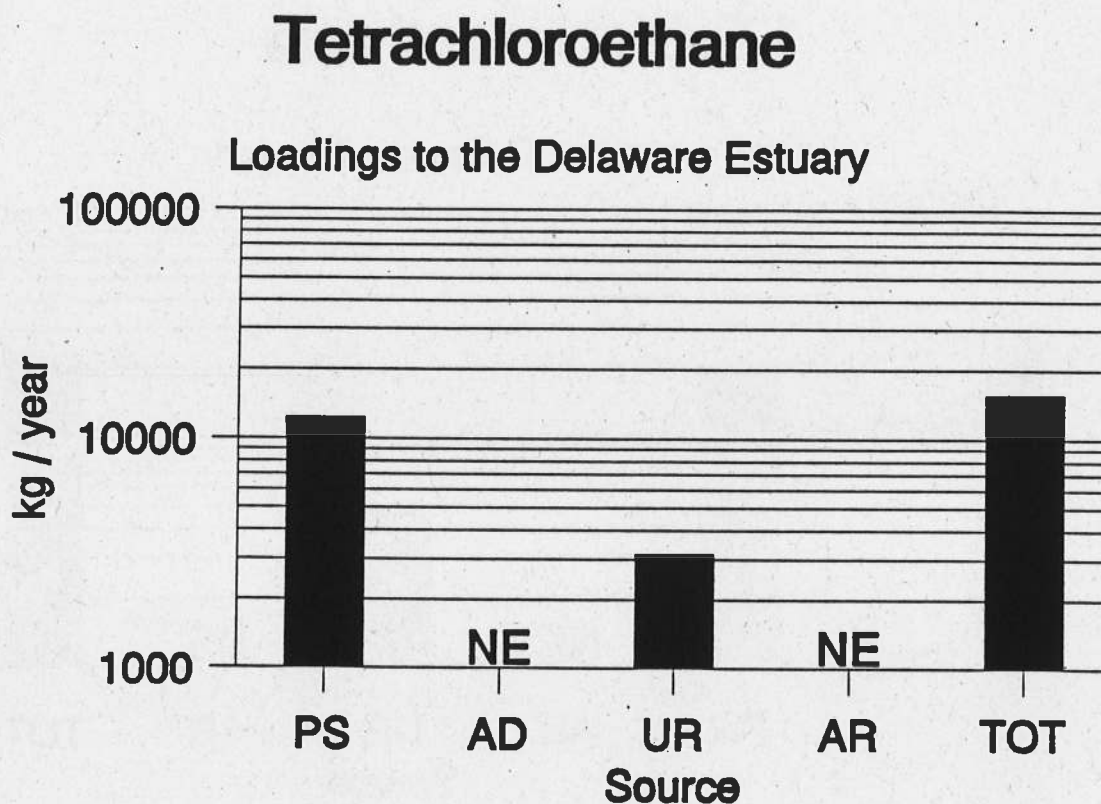 Tetrachloroethane
Loadings to the Delaware Estuary
100000
10000
1000
kg / year
NE
NE
PS AD UR AR TOT
Source